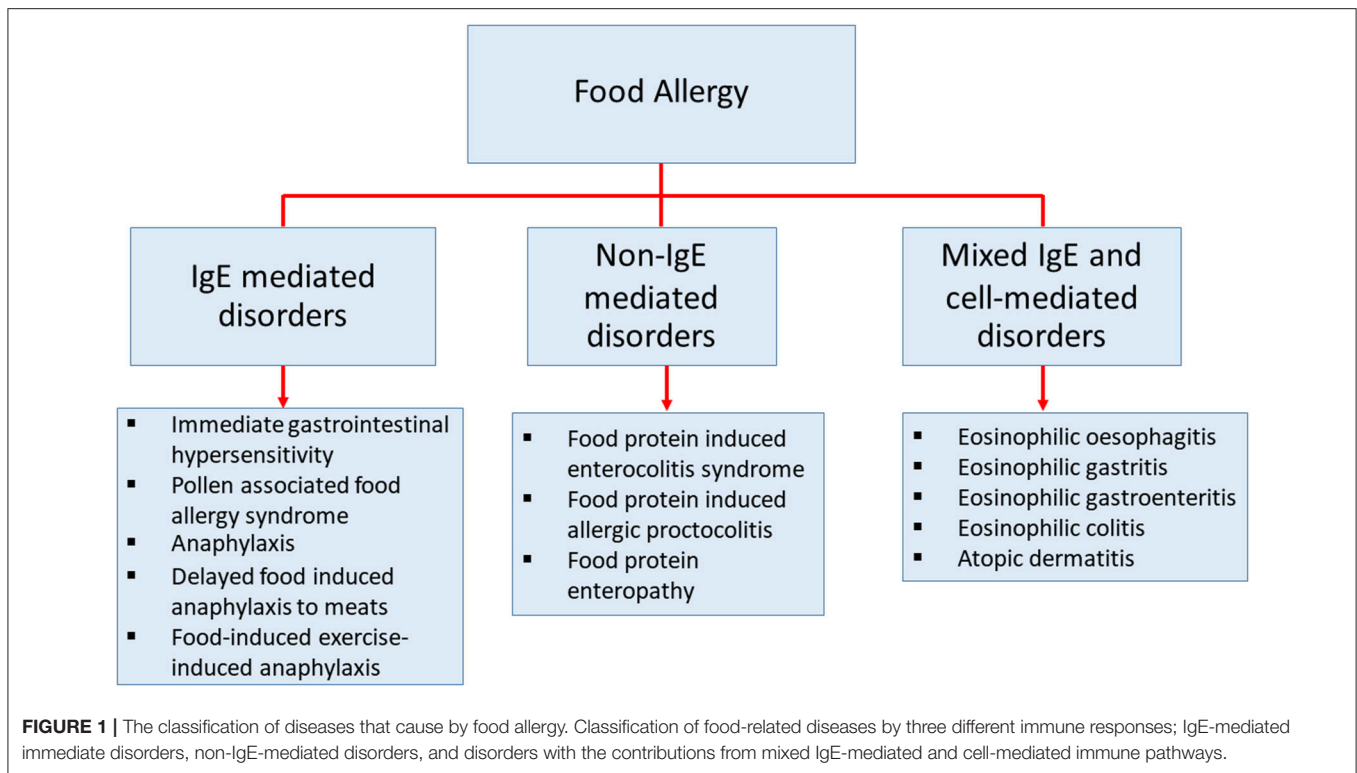 Food Allergy
IgE mediated
disorders
Non-IgE
mediated
disorders
Mixed IgE and
cell-mediated
disorders
▪ Immediate gastrointestinal
hypersensitivity
▪ Pollen associated food
allergy syndrome
▪ Anaphylaxis
▪ Delayed food induced
anaphylaxis to meats
▪ Food-induced exercise-
induced anaphylaxis
▪ Food protein induced
enterocolitis syndrome
▪ Food protein induced
allergic proctocolitis
▪ Food protein
enteropathy
▪ Eosinophilic oesophagitis
▪ Eosinophilic gastritis
▪ Eosinophilic gastroenteritis
▪ Eosinophilic colitis
▪ Atopic dermatitis
FIGURE 1 | The classification of diseases that cause by food allergy. Classification of food-related diseases by three different immune responses; IgE-mediated
immediate disorders, non-IgE-mediated disorders, and disorders with the contributions from mixed IgE-mediated and cell-mediated immune pathways.